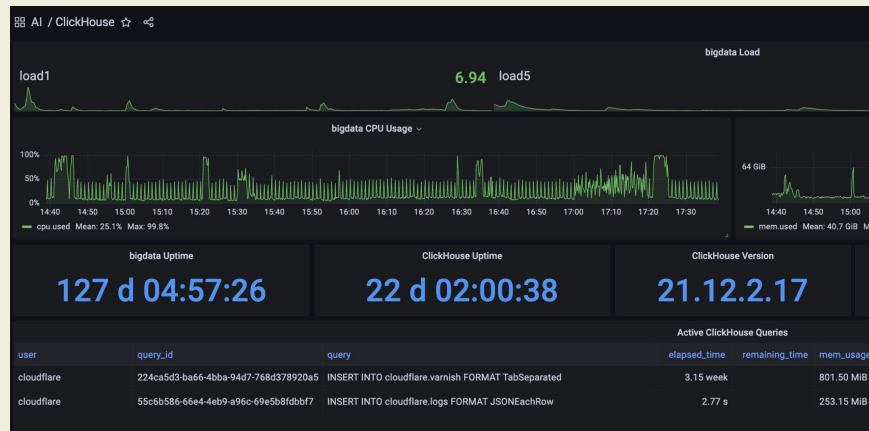 AI / ClickHouse
bigdata Load
load1
6.94
load5
bigdata CPU Usage
100%
50%
0%
14:40 14:50 15:00 15:10 15:20 15:30 15:40 15:50 16:00 16:10 16:20 16:30 16:40 16:50 17:00 17:10 17:20 17:30
cpu.used Mean: 25.1% Max: 99.8%
64 GiB
14:40 14:50 15:00
mem.used Mean: 40.7 GiB M
bigdata Uptime
127 d 04:57:26
ClickHouse Uptime
22 d 02:00:38
ClickHouse Version
21.12.2.17
Active ClickHouse Queries
user query_id query elapsed_time remaining_time mem_usage
cloudflare 224ca5d3-ba66-4bba-94d7-768d378920a5 INSERT INTO cloudflare.varnish FORMAT TabSeparated 3.15 week 801.50 MiB
cloudflare 55c6b586-66e4-4eb9-a96c-69e5b8fdbbf7 INSERT INTO cloudflare.logs FORMAT JSONEachRow 2.77 s 253.15 MiB